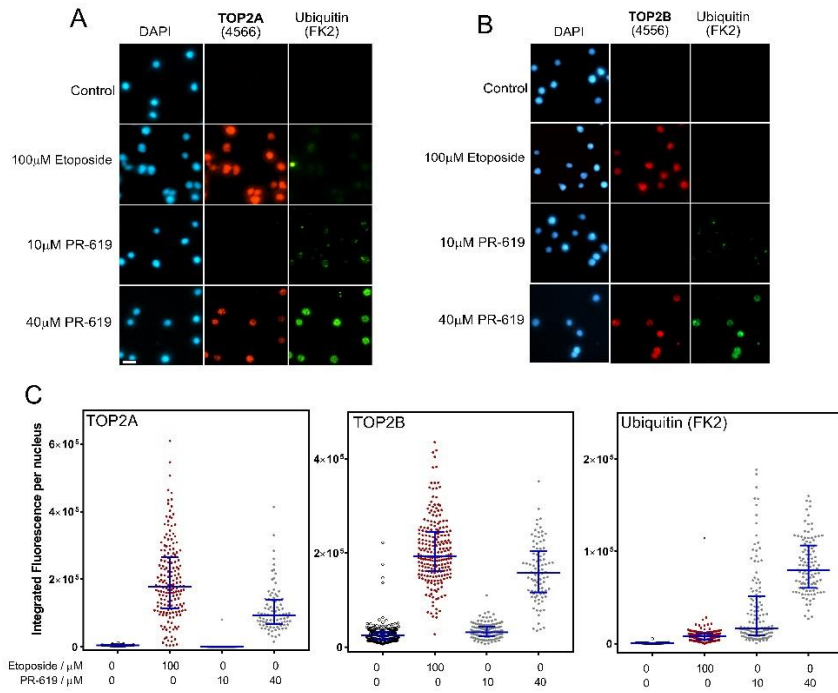 A
B
TOP2A
Ubiquitin
TOP2B
Ubiquitin
DAPI
(4566)
(FK2)
DAPI
(4556)
(FK2)
Control
Control
100µM Etoposide
100µM Etoposide
10µM PR-619
10µM PR-619
40µM PR-619
40µM PR-619
C
TOP2A
TOP2B
Ubiquitin (FK2)
Integrated Fluorescence per nucleus
6×10⁵
4×10⁵
2×10⁵
0
4×10⁵
2×10⁵
0
2×10⁵
1×10⁵
0
Etoposide / µM 0 100 0 0
PR-619 / µM 0 0 10 40
0 100 0 0
0 0 10 40
0 100 0 0
0 0 10 40